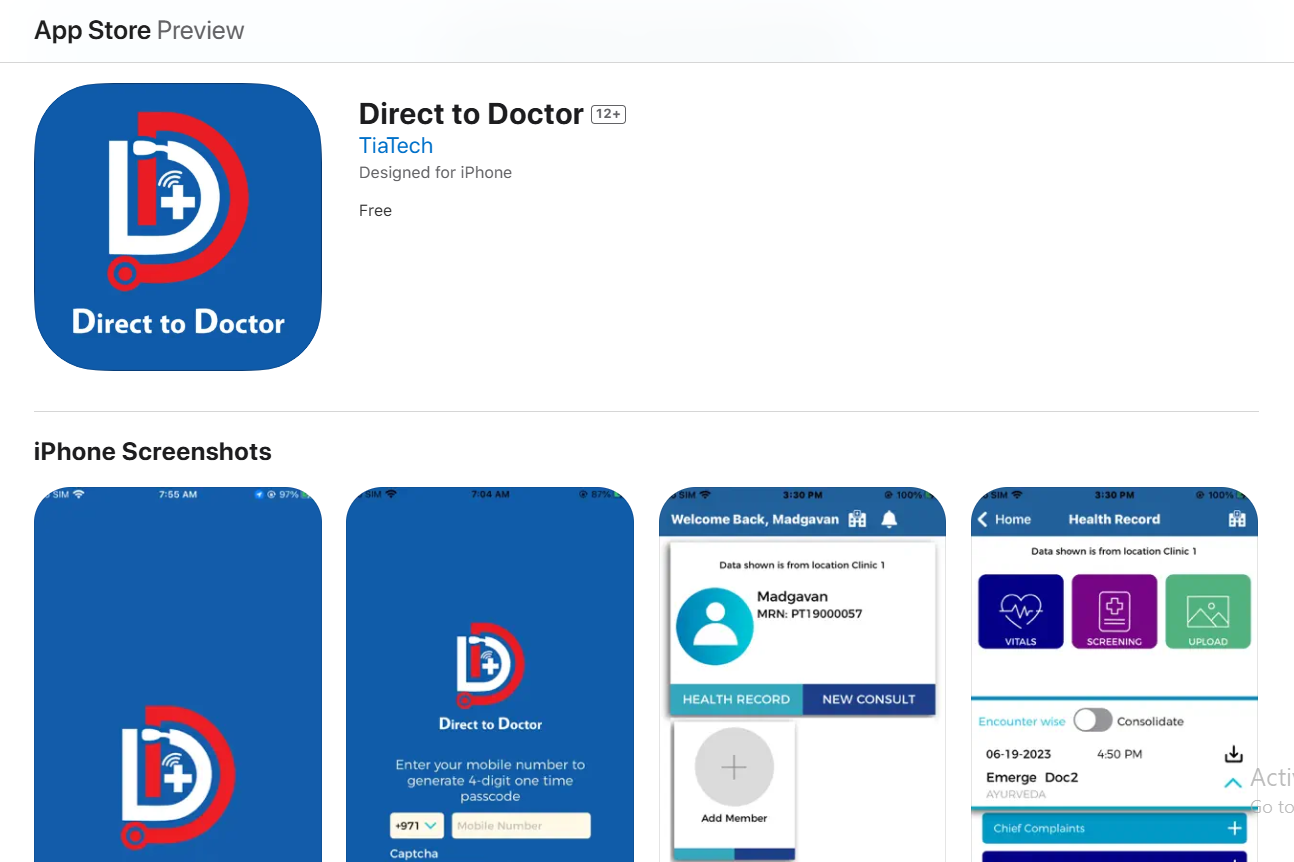 App Store Preview
Direct to Doctor
Direct to Doctor 12+
TiaTech
Designed for iPhone
Free
iPhone Screenshots
SIM 7:55 AM 97%
Direct to Doctor
SIM 7:04 AM 87%
Direct to Doctor
Enter your mobile number to
generate 4-digit one time
passcode
+971 Mobile Number
Captcha
SIM 3:30 PM 100%
Welcome Back, Madgavan
Data shown is from location Clinic 1
Madgavan
MRN: PT19000057
HEALTH RECORD NEW CONSULT
Add Member
SIM 3:30 PM 100%
Home Health Record
Data shown is from location Clinic 1
VITALS SCREENING UPLOAD
Encounter wise Consolidate
06-19-2023 4:50 PM
Emerge Doc2
AYURVEDA
Chief Complaints
Acti
Go to